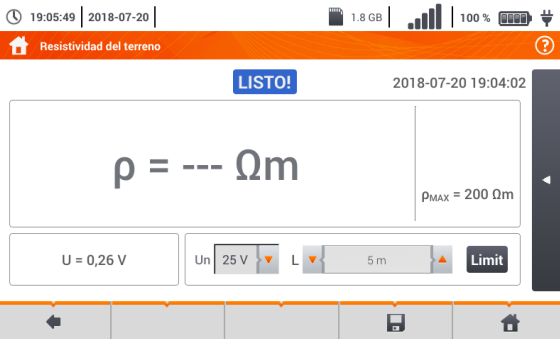 19:05:49 2018-07-20 1.8 GB 100 %
Resistividad del terreno ?
LISTO! 2018-07-20 19:04:02
ρ = --- Ωm
ρMAX = 200 Ωm
U = 0,26 V Un 25 V L 5 m Limit